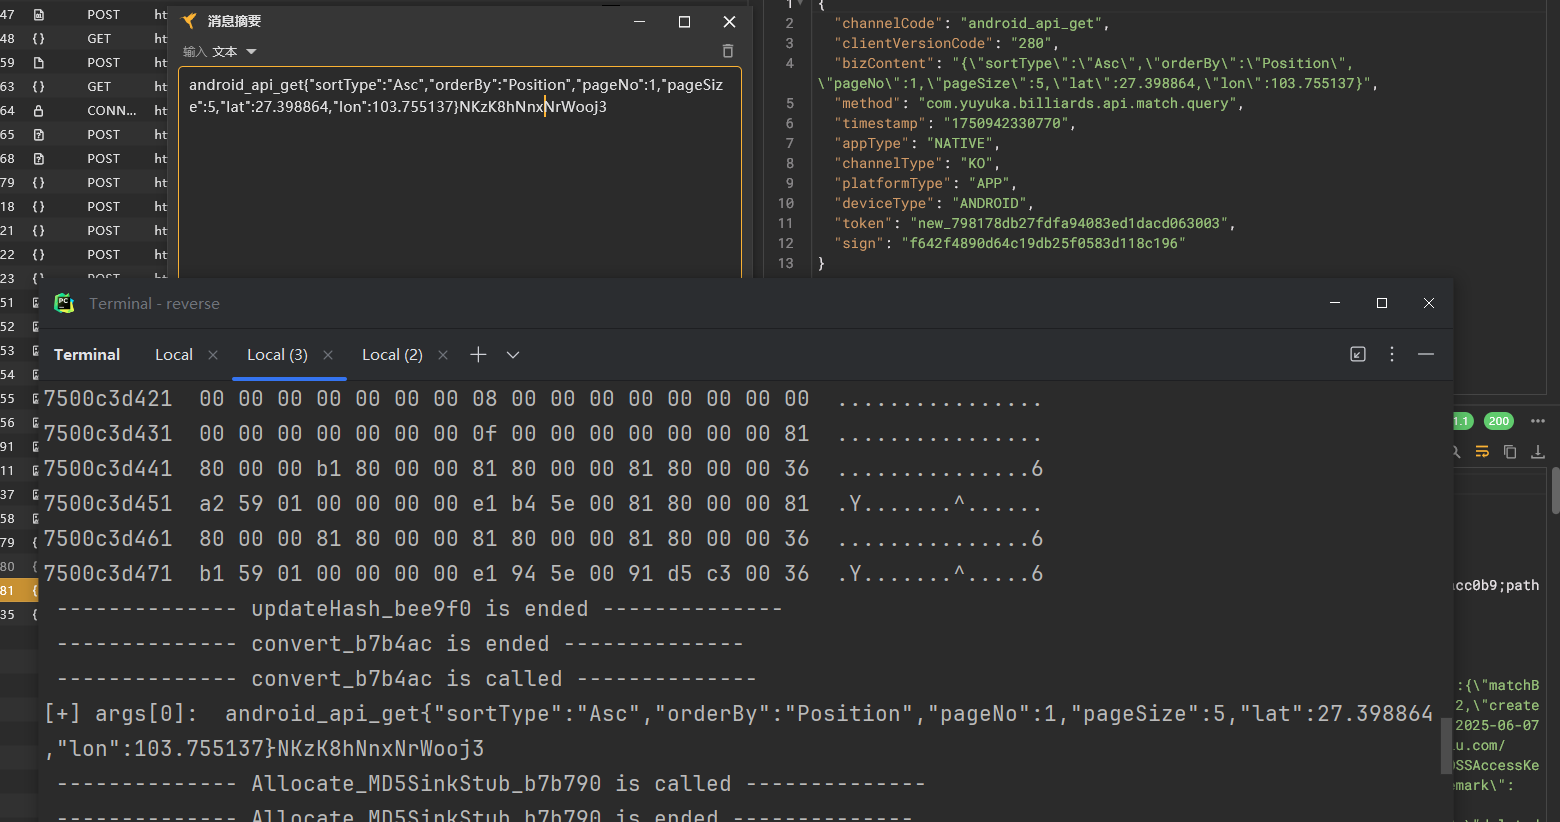 47 POST ht
48 {} GET ht
59 POST ht
63 {} GET ht
64 CONN... ht
65 POST ht
68 POST ht
79 {} POST ht
18 {} POST ht
21 {} POST ht
22 {} POST ht
23 {} POST ht
51
52
53
54
55
56
91
11
37
58
79 {
80 {
81 {
35 {
消息摘要
输入 文本
android_api_get{"sortType":"Asc","orderBy":"Position","pageNo":1,"pageSiz
e":5,"lat":27.398864,"lon":103.755137}NKzK8hNnxNrWooj3
1 {
2 "channelCode": "android_api_get",
3 "clientVersionCode": "280",
4 "bizContent": "{\"sortType\":\"Asc\",\"orderBy\":\"Position\",
\"pageNo\":1,\"pageSize\":5,\"lat\":27.398864,\"lon\":103.755137}",
5 "method": "com.yuyuka.billiards.api.match.query",
6 "timestamp": "1750942330770",
7 "appType": "NATIVE",
8 "channelType": "KO",
9 "platformType": "APP",
10 "deviceType": "ANDROID",
11 "token": "new_798178db27fdfa94083ed1dacd063003",
12 "sign": "f642f4890d64c19db25f0583d118c196"
13 }
PC Terminal - reverse
Terminal Local Local (3) Local (2)
7500c3d421 00 00 00 00 00 00 00 08 00 00 00 00 00 00 00 00 ................
7500c3d431 00 00 00 00 00 00 00 0f 00 00 00 00 00 00 00 81 ................
7500c3d441 80 00 00 b1 80 00 00 81 80 00 00 81 80 00 00 36 ...............6
7500c3d451 a2 59 01 00 00 00 00 e1 b4 5e 00 81 80 00 00 81 .Y.......^......
7500c3d461 80 00 00 81 80 00 00 81 80 00 00 81 80 00 00 36 ...............6
7500c3d471 b1 59 01 00 00 00 00 e1 94 5e 00 91 d5 c3 00 36 .Y.......^.....6
-------------- updateHash_bee9f0 is ended --------------
-------------- convert_b7b4ac is ended --------------
-------------- convert_b7b4ac is called --------------
[+] args[0]: android_api_get{"sortType":"Asc","orderBy":"Position","pageNo":1,"pageSize":5,"lat":27.398864
,"lon":103.755137}NKzK8hNnxNrWooj3
-------------- Allocate_MD5SinkStub_b7b790 is called --------------
-------------- Allocate_MD5SinkStub_b7b790 is ended --------------
1.1 200
acc0b9;path
:{\"matchB
2,\"create
2025-06-07
u.com/
OSSAccessKe
mark\":